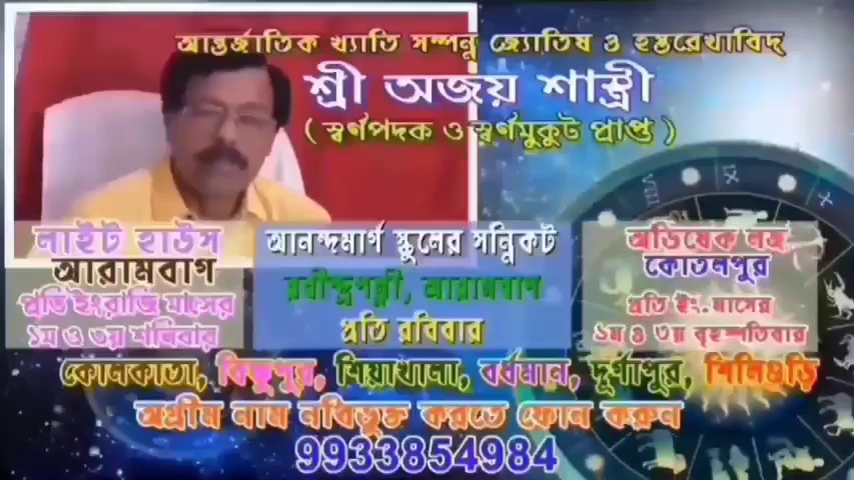 আন্তর্জাতিক খ্যাতি সম্পন্ন জ্যোতিষ ও হস্তরেখাবিদ্
শ্রী অজয় শাস্ত্রী
( স্বর্ণপদক ও স্বর্ণমুকুট প্রাপ্ত )
লাইট হাউস
আরামবাগ
প্রতি ইংরাজি মাসের
১ম ও ৩য় শনিবার
আনন্দমার্গ স্কুলের সন্নিকট
রবীন্দ্রপল্লী, আরামবাগ
প্রতি রবিবার
অভিষেক লজ
কোতলপুর
প্রতি ইং.মাসের
১ম ও ৩য় বৃহস্পতিবার
কোলকাতা, বিষ্ণুপুর, শিয়াখালা, বর্ধমান, দুর্গাপুর, শিলিগুড়ি
অগ্রীম নাম নথিভুক্ত করতে ফোন করুন
9933854984